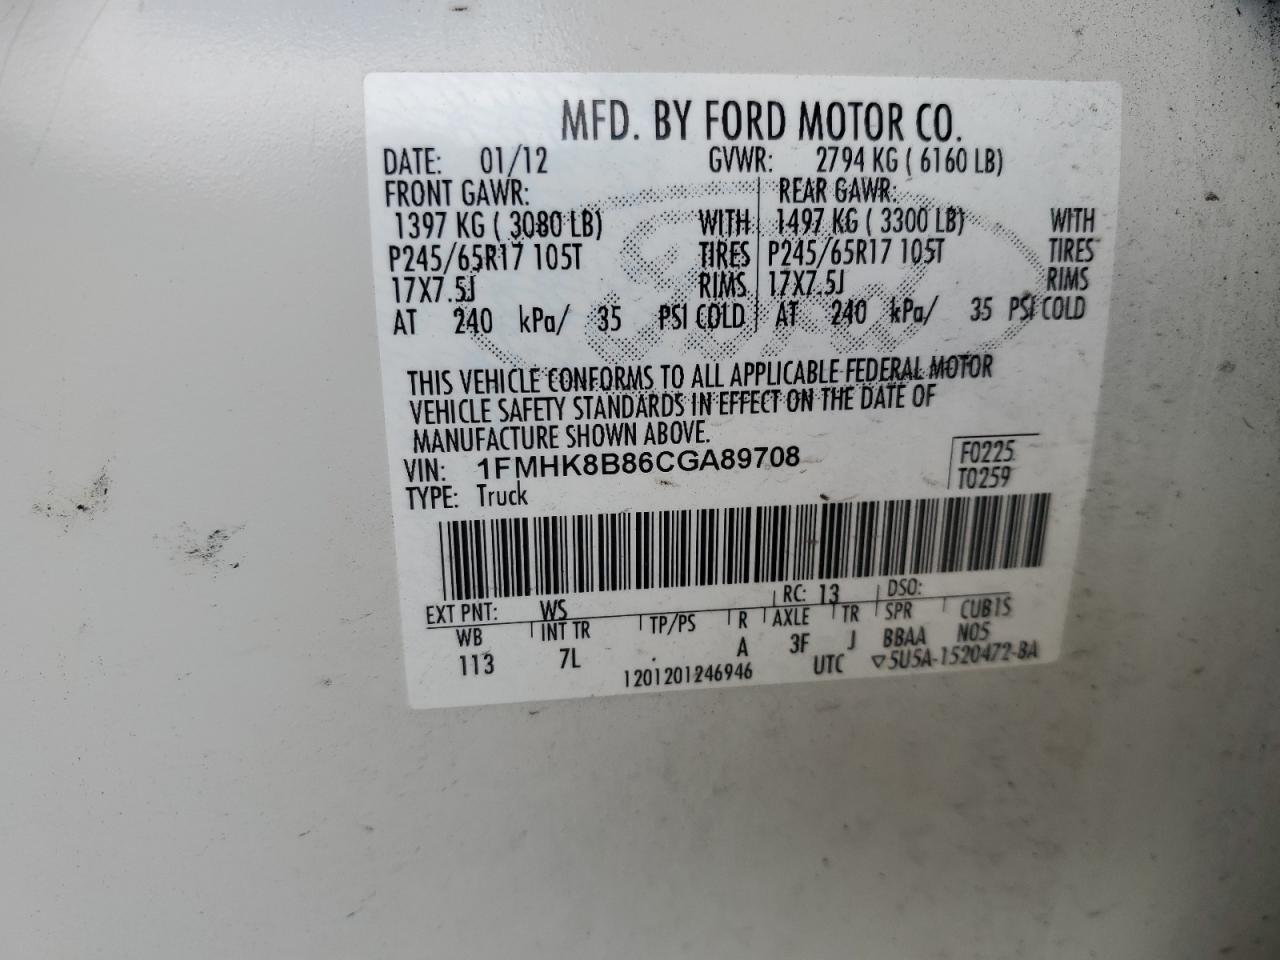 MFD. BY FORD MOTOR CO.
DATE: 01/12 GVWR: 2794 KG ( 6160 LB)
FRONT GAWR: REAR GAWR:
1397 KG ( 3080 LB) WITH 1497 KG ( 3300 LB) WITH
P245/65R17 105T TIRES P245/65R17 105T TIRES
17X7.5J RIMS 17X7.5J RIMS
AT 240 kPa/ 35 PSI COLD AT 240 kPa/ 35 PSI COLD
THIS VEHICLE CONFORMS TO ALL APPLICABLE FEDERAL MOTOR
VEHICLE SAFETY STANDARDS IN EFFECT ON THE DATE OF
MANUFACTURE SHOWN ABOVE.
VIN: 1FMHK8B86CGA89708 F0225
TYPE: Truck T0259
EXT PNT: WS RC: 13 DSO:
WB INT TR TP/PS R AXLE TR SPR CUB1S
113 7L . A 3F J BBAA N05
1201201246946 UTC ▽5U5A-1520472-BA